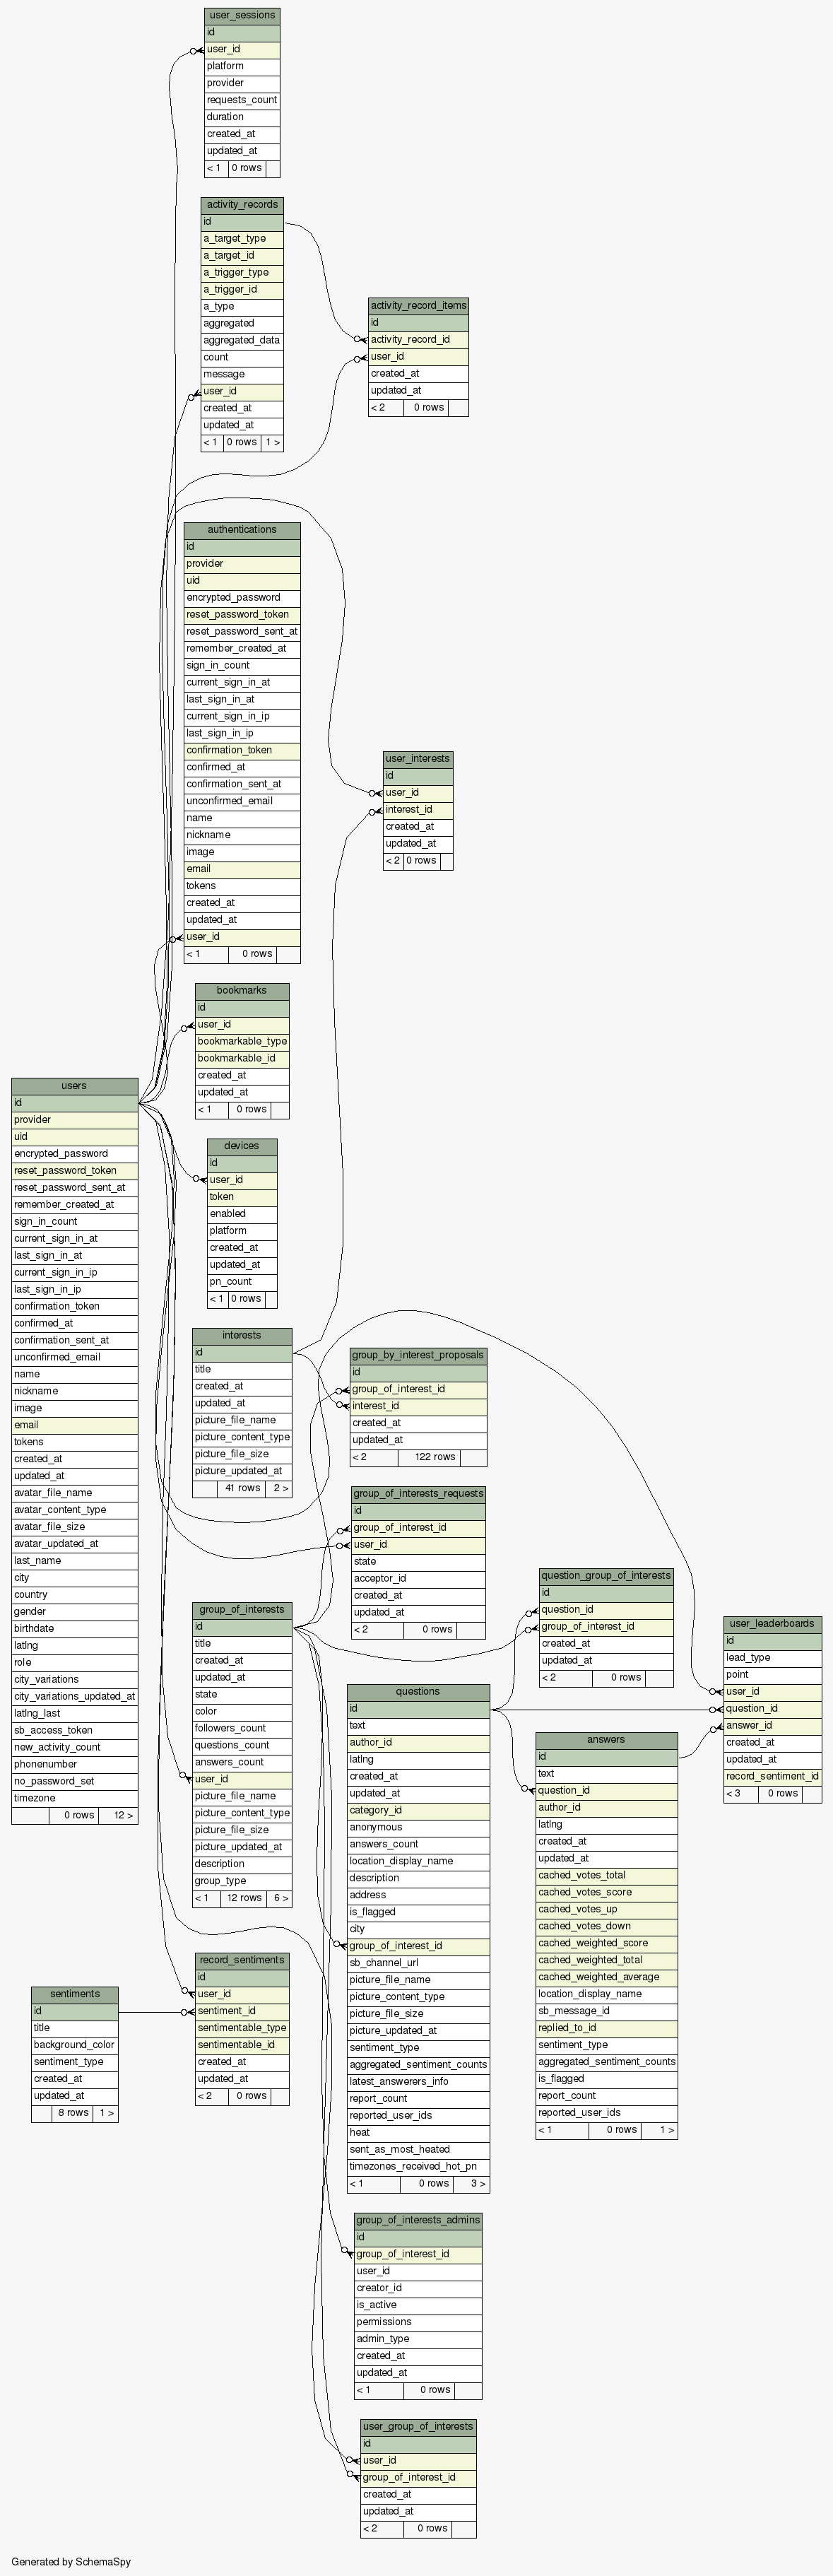 user_sessions
id
user_id
platform
provider
requests_count
duration
created_at
updated_at
< 1 0 rows
activity_records
id
a_target_type
a_target_id
a_trigger_type
a_trigger_id
a_type
aggregated
aggregated_data
count
message
user_id
created_at
updated_at
< 1 0 rows 1 >
activity_record_items
id
activity_record_id
user_id
created_at
updated_at
< 2 0 rows
authentications
id
provider
uid
encrypted_password
reset_password_token
reset_password_sent_at
remember_created_at
sign_in_count
current_sign_in_at
last_sign_in_at
current_sign_in_ip
last_sign_in_ip
confirmation_token
confirmed_at
confirmation_sent_at
unconfirmed_email
name
nickname
image
email
tokens
created_at
updated_at
user_id
< 1 0 rows
user_interests
id
user_id
interest_id
created_at
updated_at
< 2 0 rows
bookmarks
id
user_id
bookmarkable_type
bookmarkable_id
created_at
updated_at
< 1 0 rows
users
id
provider
uid
encrypted_password
reset_password_token
reset_password_sent_at
remember_created_at
sign_in_count
current_sign_in_at
last_sign_in_at
current_sign_in_ip
last_sign_in_ip
confirmation_token
confirmed_at
confirmation_sent_at
unconfirmed_email
name
nickname
image
email
tokens
created_at
updated_at
avatar_file_name
avatar_content_type
avatar_file_size
avatar_updated_at
last_name
city
country
gender
birthdate
latlng
role
city_variations
city_variations_updated_at
latlng_last
sb_access_token
new_activity_count
phonenumber
no_password_set
timezone
0 rows 12 >
devices
id
user_id
token
enabled
platform
created_at
updated_at
pn_count
< 1 0 rows
interests
id
title
created_at
updated_at
picture_file_name
picture_content_type
picture_file_size
picture_updated_at
41 rows 2 >
group_by_interest_proposals
id
group_of_interest_id
interest_id
created_at
updated_at
< 2 122 rows
group_of_interests_requests
id
group_of_interest_id
user_id
state
acceptor_id
created_at
updated_at
< 2 0 rows
question_group_of_interests
id
question_id
group_of_interest_id
created_at
updated_at
< 2 0 rows
group_of_interests
id
title
created_at
updated_at
state
color
followers_count
questions_count
answers_count
user_id
picture_file_name
picture_content_type
picture_file_size
picture_updated_at
description
group_type
< 1 12 rows 6 >
user_leaderboards
id
lead_type
point
user_id
question_id
answer_id
created_at
updated_at
record_sentiment_id
< 3 0 rows
questions
id
text
author_id
latlng
created_at
updated_at
category_id
anonymous
answers_count
location_display_name
description
address
is_flagged
city
group_of_interest_id
sb_channel_url
picture_file_name
picture_content_type
picture_file_size
picture_updated_at
sentiment_type
aggregated_sentiment_counts
latest_answerers_info
report_count
reported_user_ids
heat
sent_as_most_heated
timezones_received_hot_pn
< 1 0 rows 3 >
answers
id
text
question_id
author_id
latlng
created_at
updated_at
cached_votes_total
cached_votes_score
cached_votes_up
cached_votes_down
cached_weighted_score
cached_weighted_total
cached_weighted_average
location_display_name
sb_message_id
replied_to_id
sentiment_type
aggregated_sentiment_counts
is_flagged
report_count
reported_user_ids
< 1 0 rows 1 >
record_sentiments
id
user_id
sentiment_id
sentimentable_type
sentimentable_id
created_at
updated_at
< 2 0 rows
sentiments
id
title
background_color
sentiment_type
created_at
updated_at
8 rows 1 >
group_of_interests_admins
id
group_of_interest_id
user_id
creator_id
is_active
permissions
admin_type
created_at
updated_at
< 1 0 rows
user_group_of_interests
id
user_id
group_of_interest_id
created_at
updated_at
< 2 0 rows
Generated by SchemaSpy